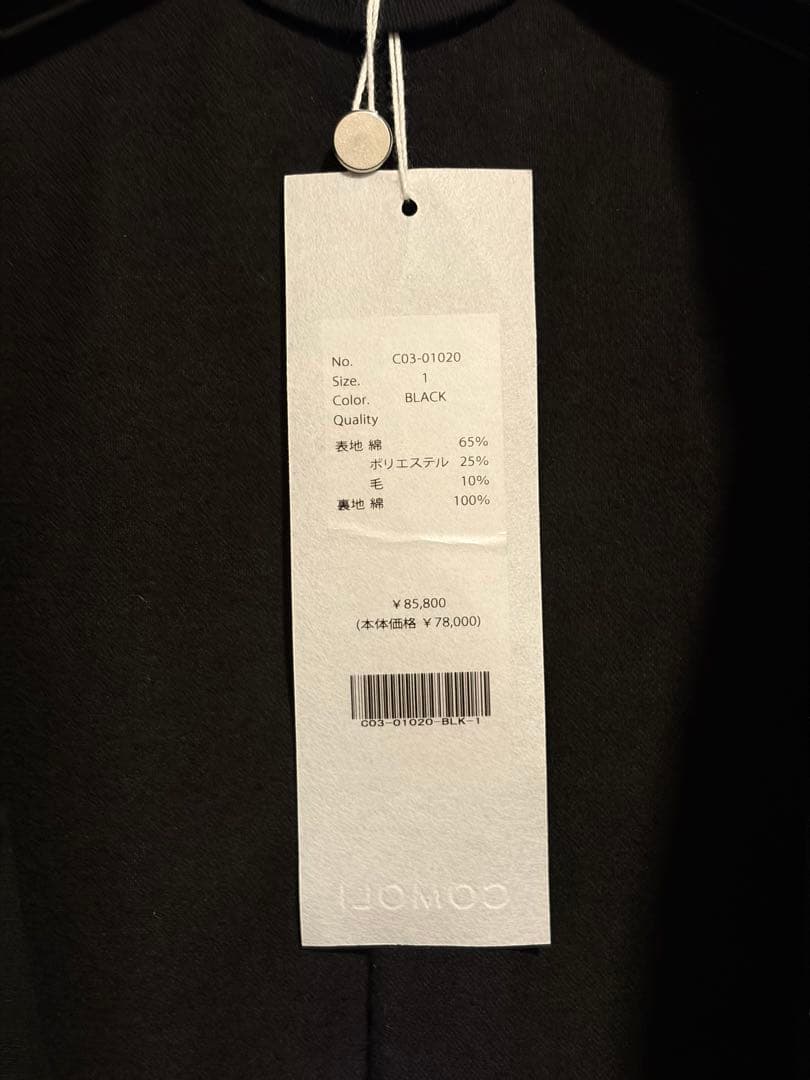 No. C03-01020
Size. 1
Color. BLACK
Quality
表地 綿 65%
ポリエステル 25%
毛 10%
裏地 綿 100%
¥85,800
(本体価格 ¥78,000)
C03-01020-BLK-1
COMOLI